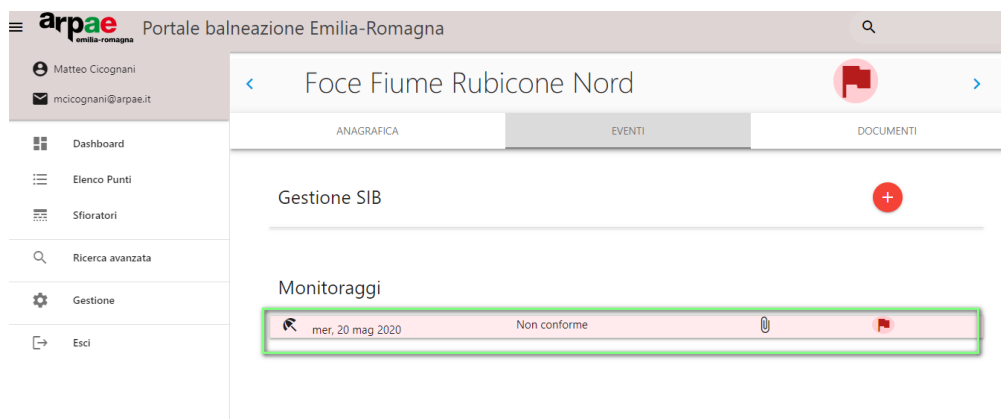 arpae
emilia-romagna
Portale balneazione Emilia-Romagna
Matteo Cicognani
mcicognani@arpae.it
Dashboard
Elenco Punti
Sfioratori
Ricerca avanzata
Gestione
Esci
Foce Fiume Rubicone Nord
ANAGRAFICA EVENTI DOCUMENTI
Gestione SIB
+
Monitoraggi
mer, 20 mag 2020 Non conforme